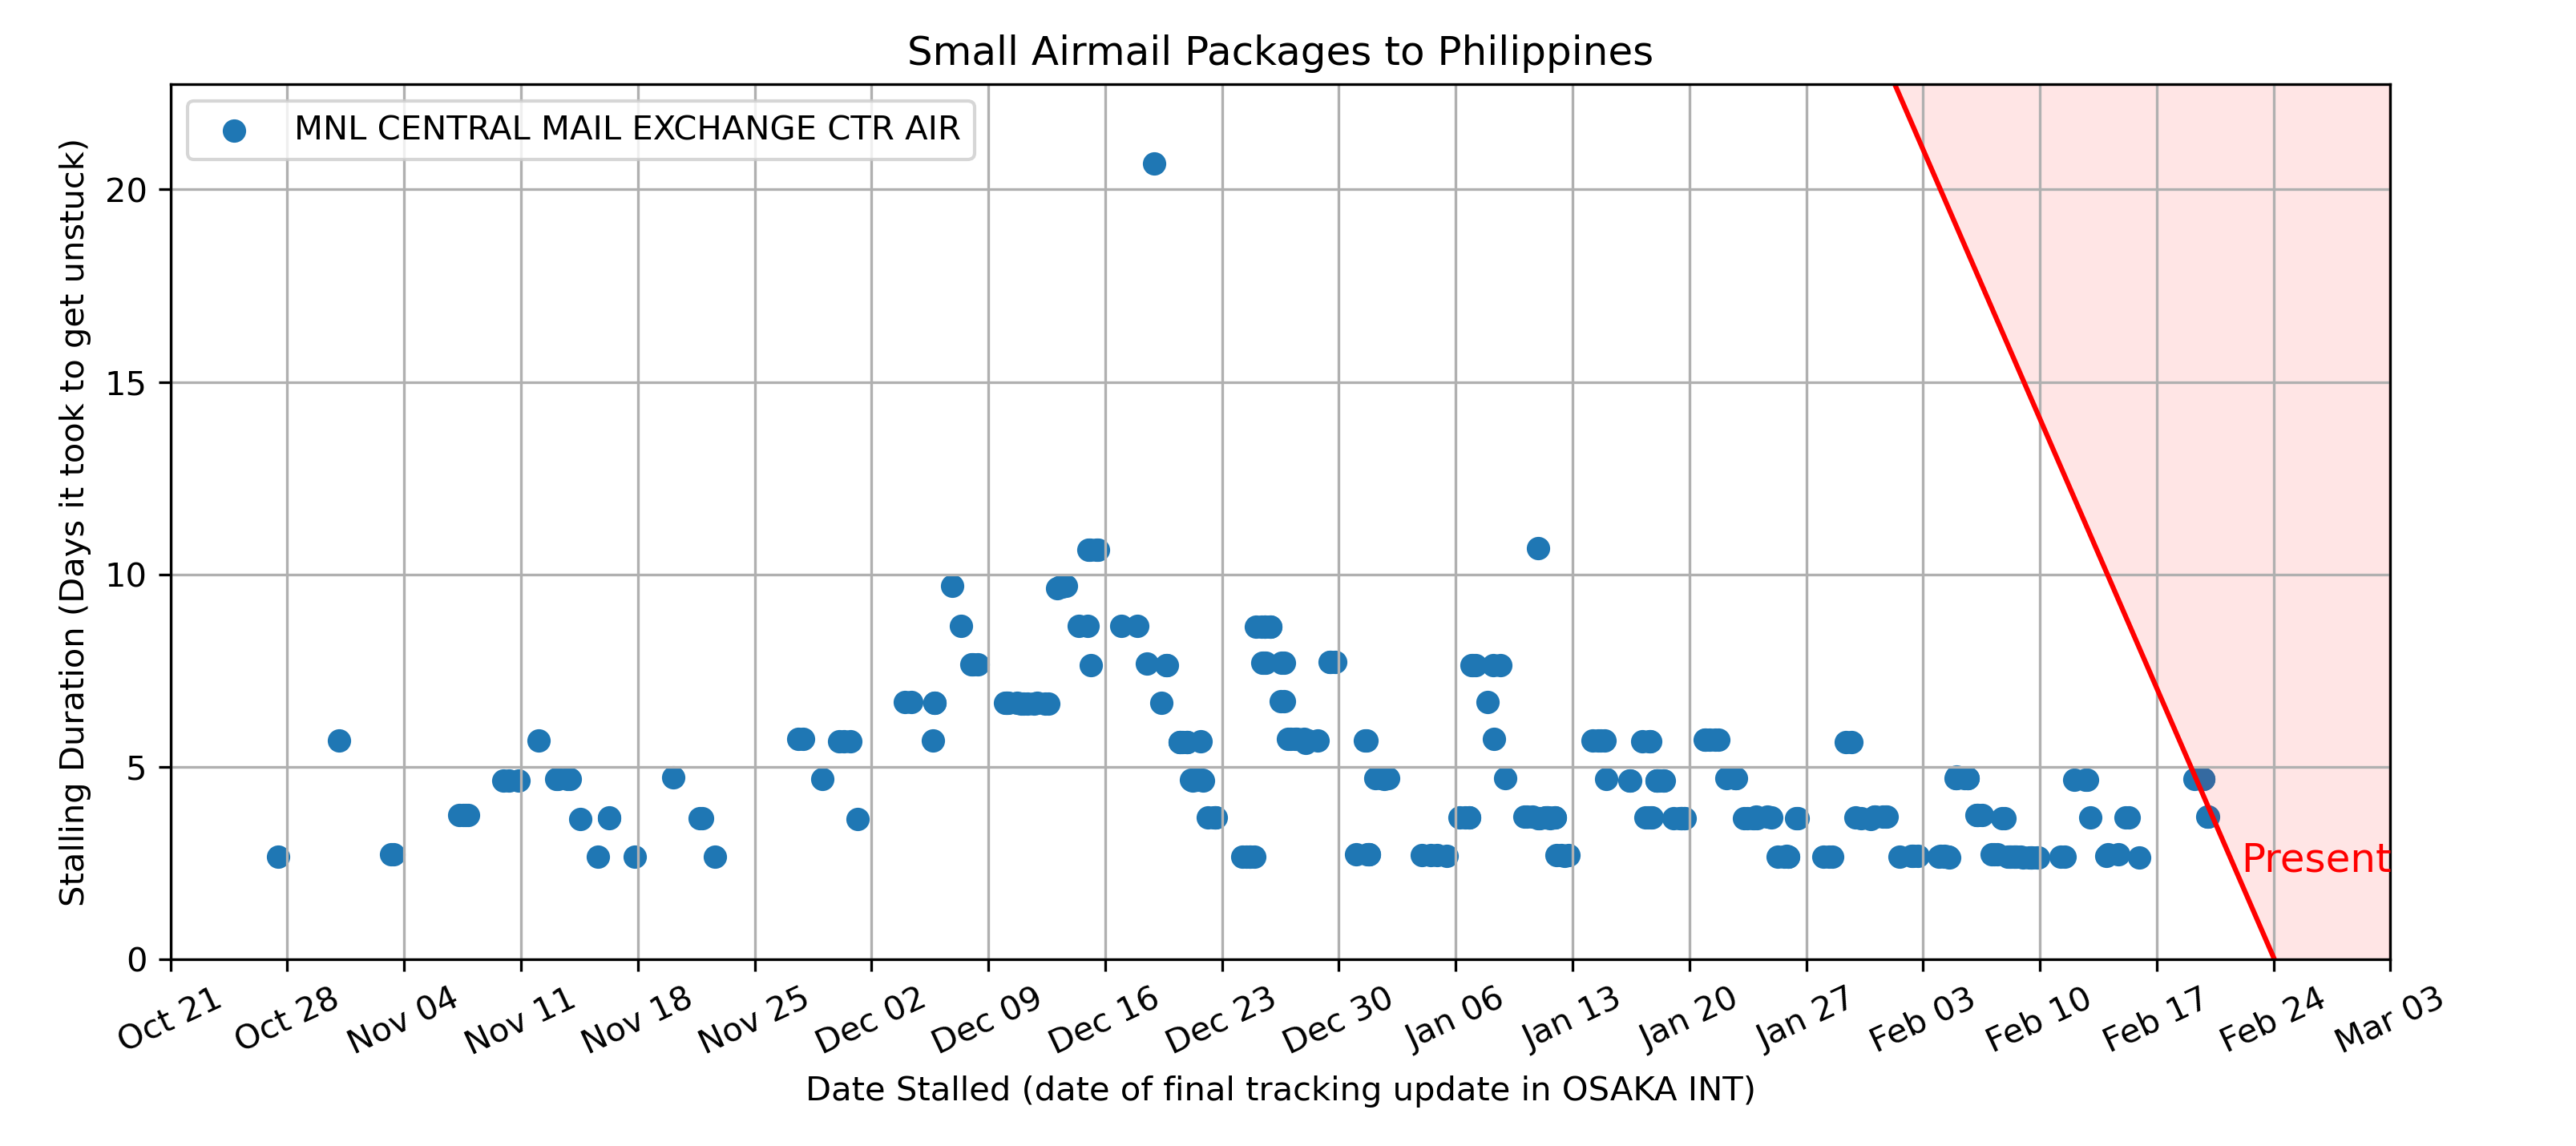 Small Airmail Packages to Philippines
MNL CENTRAL MAIL EXCHANGE CTR AIR
Stalling Duration (Days it took to get unstuck)
20
15
10
5
0
Present
Oct 21
Oct 28
Nov 04
Nov 11
Nov 18
Nov 25
Dec 02
Dec 09
Dec 16
Dec 23
Dec 30
Jan 06
Jan 13
Jan 20
Jan 27
Feb 03
Feb 10
Feb 17
Feb 24
Mar 03
Date Stalled (date of final tracking update in OSAKA INT)